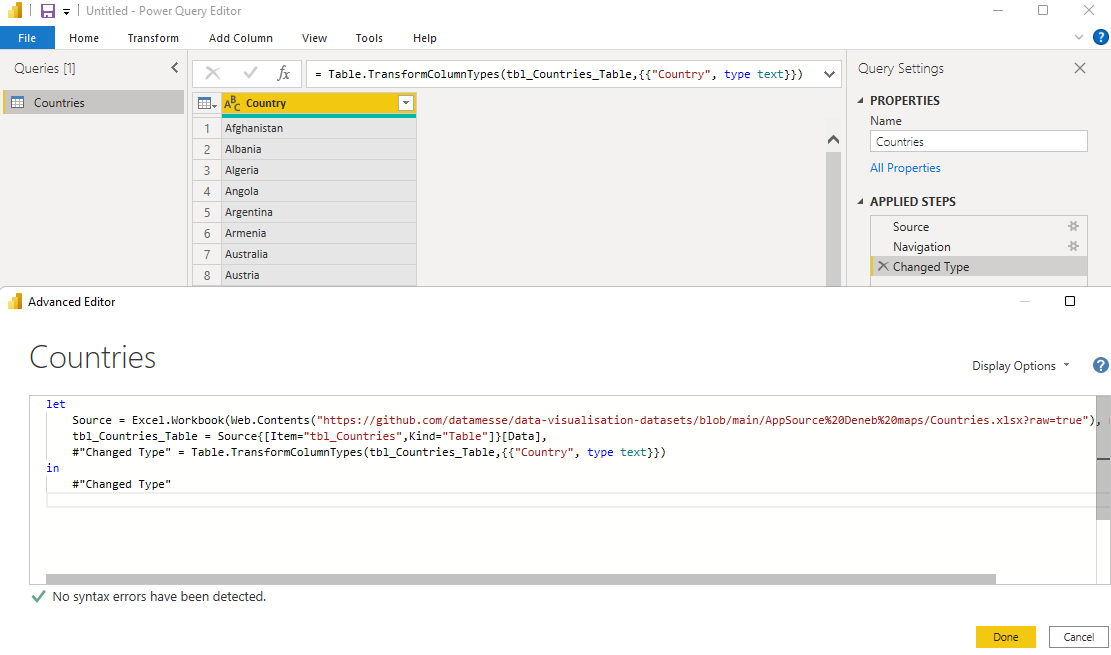 Untitled - Power Query Editor
File Home Transform Add Column View Tools Help
Queries [1]
Countries
fx = Table.TransformColumnTypes(tbl_Countries_Table,{{"Country", type text}})
ABC Country
1 Afghanistan
2 Albania
3 Algeria
4 Angola
5 Argentina
6 Armenia
7 Australia
8 Austria
Query Settings
PROPERTIES
Name
Countries
All Properties
APPLIED STEPS
Source
Navigation
Changed Type
Advanced Editor
Countries
Display Options
let
Source = Excel.Workbook(Web.Contents("https://github.com/datamesse/data-visualisation-datasets/blob/main/AppSource%20Deneb%20maps/Countries.xlsx?raw=true"),
tbl_Countries_Table = Source{[Item="tbl_Countries",Kind="Table"]}[Data],
#"Changed Type" = Table.TransformColumnTypes(tbl_Countries_Table,{{"Country", type text}})
in
#"Changed Type"
No syntax errors have been detected.
Done Cancel